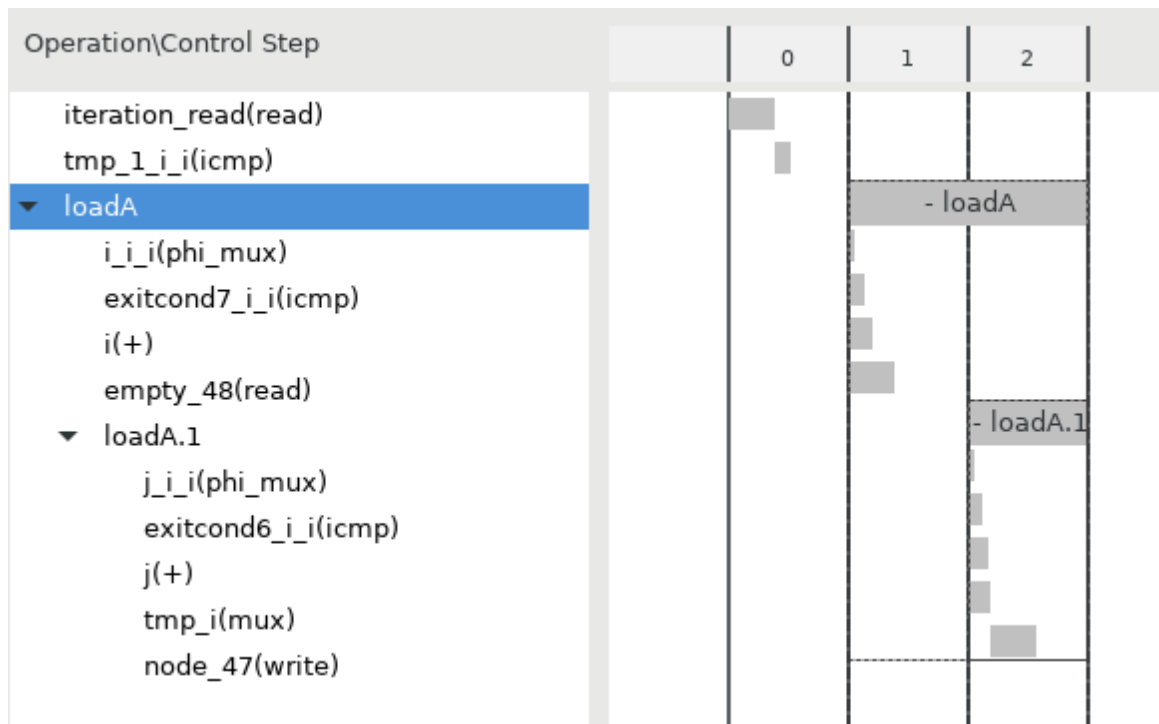 Operation\Control Step
0 1 2
iteration_read(read)
tmp_1_i_i(icmp)
loadA
- loadA
i_i_i(phi_mux)
exitcond7_i_i(icmp)
i(+)
empty_48(read)
loadA.1
- loadA.1
j_i_i(phi_mux)
exitcond6_i_i(icmp)
j(+)
tmp_i(mux)
node_47(write)